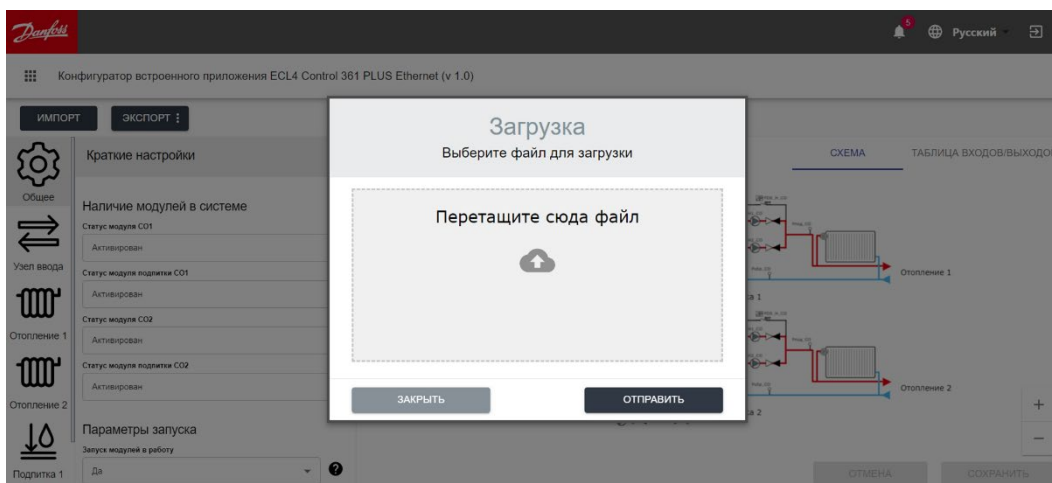 Danfoss
5
Русский
Конфигуратор встроенного приложения ECL4 Control 361 PLUS Ethernet (v 1.0)
ИМПОРТ
ЭКСПОРТ
Загрузка
Выберите файл для загрузки
Перетащите сюда файл
ЗАКРЫТЬ
ОТПРАВИТЬ
Общее
Узел ввода
Отопление 1
Отопление 2
Подпитка 1
Краткие настройки
Наличие модулей в системе
Статус модуля СО1
Активирован
Статус модуля подпитки СО1
Активирован
Статус модуля СО2
Активирован
Статус модуля подпитки СО2
Активирован
Параметры запуска
Запуск модулей в работу
Да
СХЕМА
ТАБЛИЦА ВХОДОВ/ВЫХОДО
Отопление 1
а 1
Отопление 2
а 2
+
−
ОТМЕНА
СОХРАНИТЬ